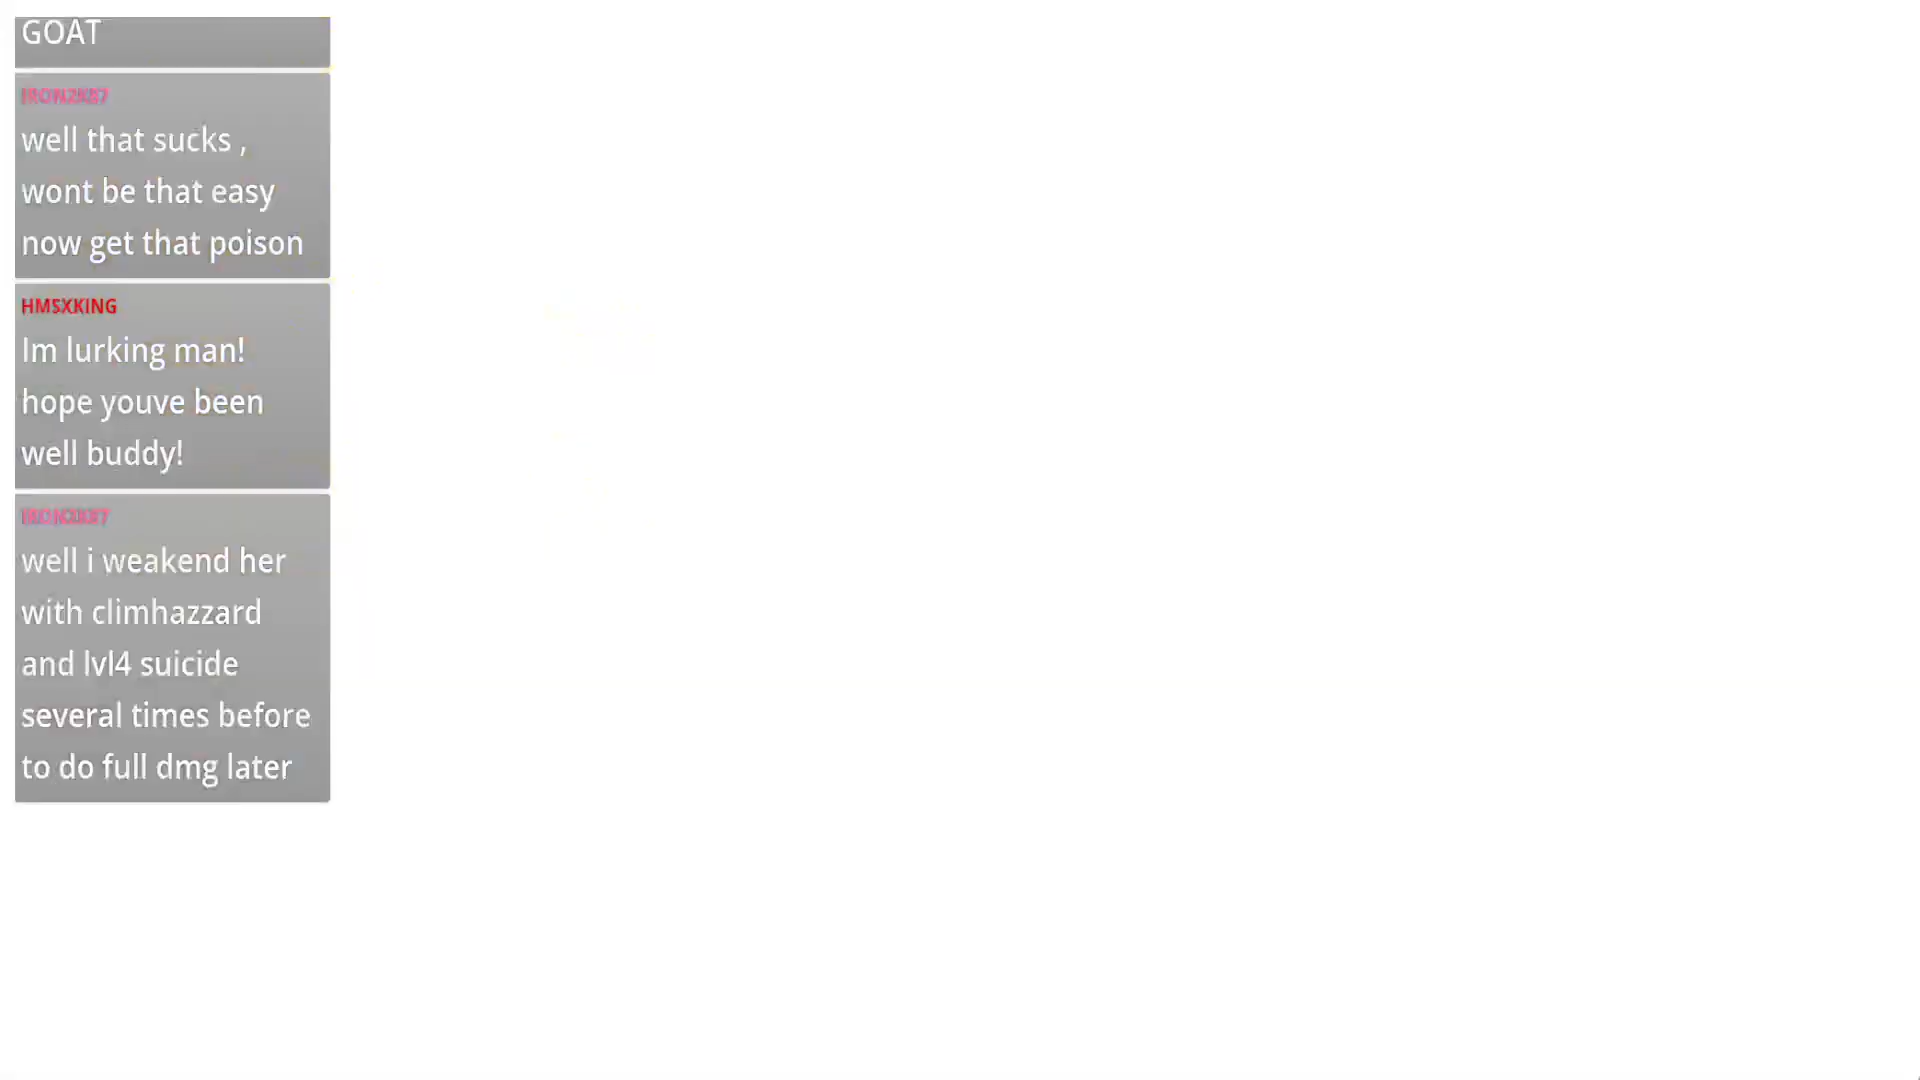 GOAT
IRON2K87
well that sucks ,
wont be that easy
now get that poison
HMSXKING
Im lurking man!
hope youve been
well buddy!
well i weakend her
with climhazzard
and lvl4 suicide
several times before
to do full dmg later